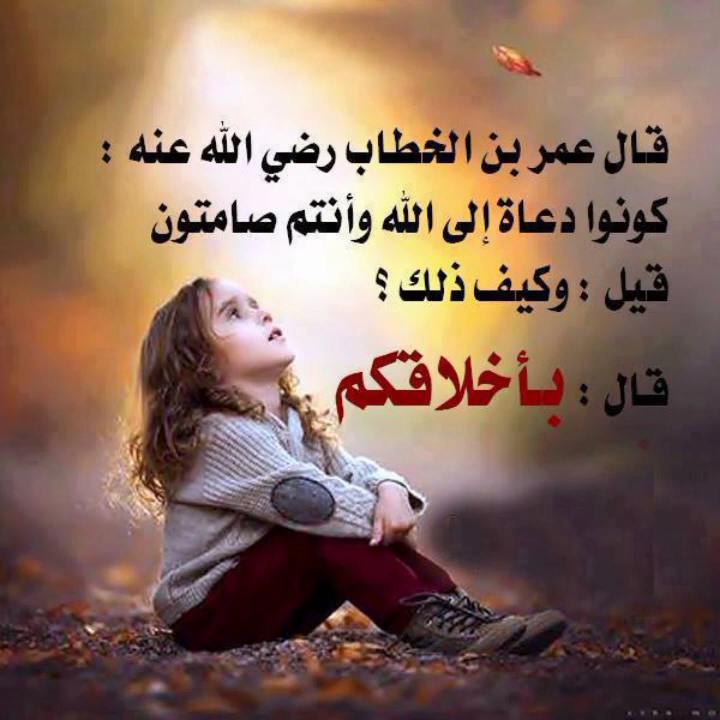 قال عمر بن الخطاب رضي الله عنه :
كونوا دعاة إلى الله وأنتم صامتون
قيل : وكيف ذلك ؟
قال : بأخلاقكم